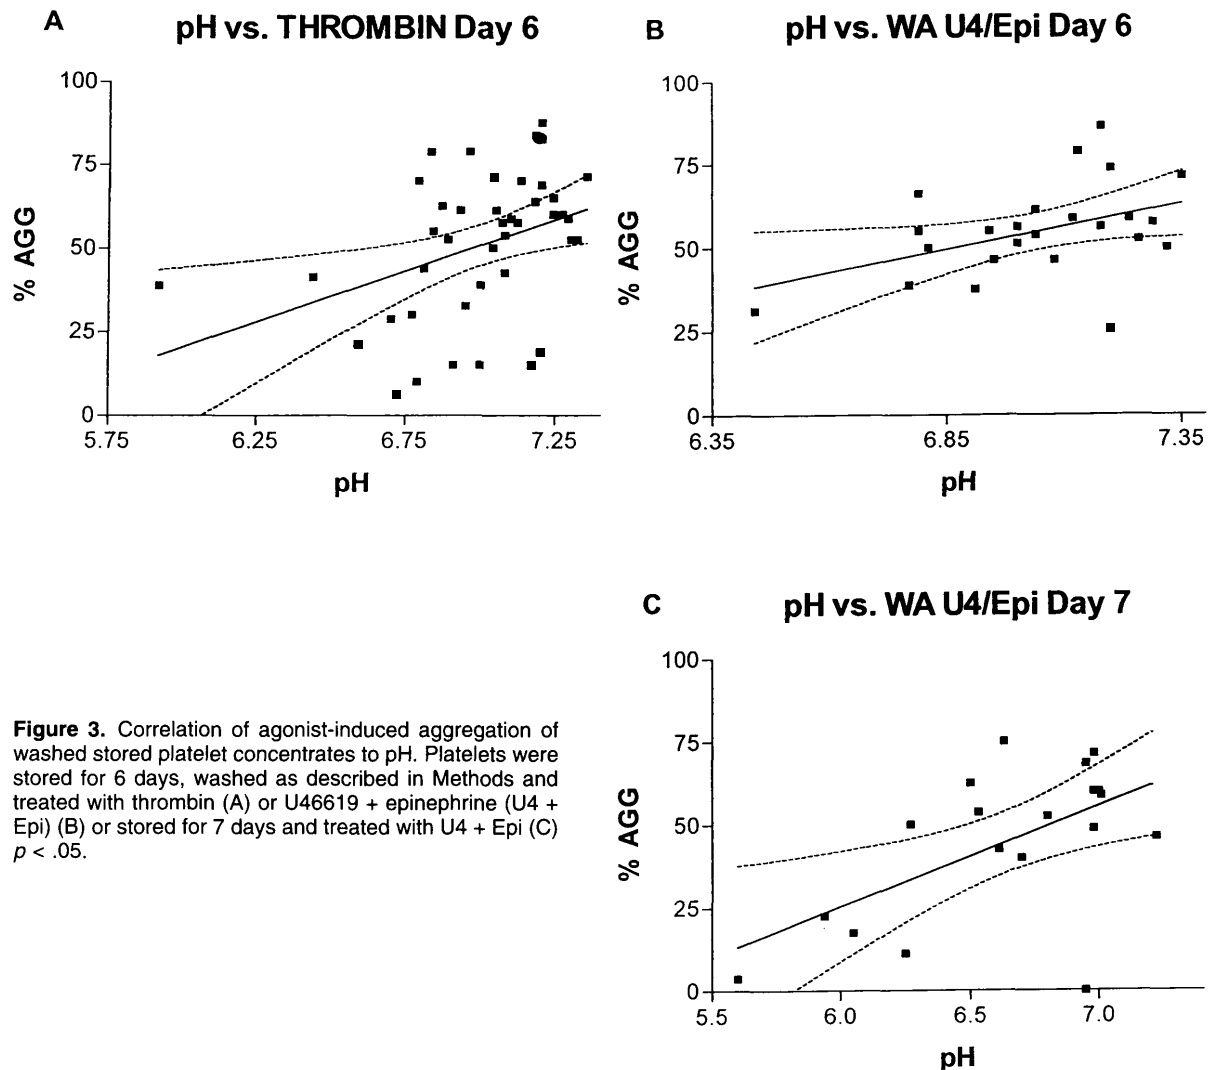 A
pH vs. THROMBIN Day 6
100
75
50
25
0
% AGG
5.75
6.25
6.75
7.25
pH
B
pH vs. WA U4/Epi Day 6
100
75
50
25
0
% AGG
6.35
6.85
7.35
pH
C
pH vs. WA U4/Epi Day 7
100
75
50
25
0
% AGG
5.5
6.0
6.5
7.0
pH
Figure 3. Correlation of agonist-induced aggregation of
washed stored platelet concentrates to pH. Platelets were
stored for 6 days, washed as described in Methods and
treated with thrombin (A) or U46619 + epinephrine (U4 +
Epi) (B) or stored for 7 days and treated with U4 + Epi (C)
p < .05.